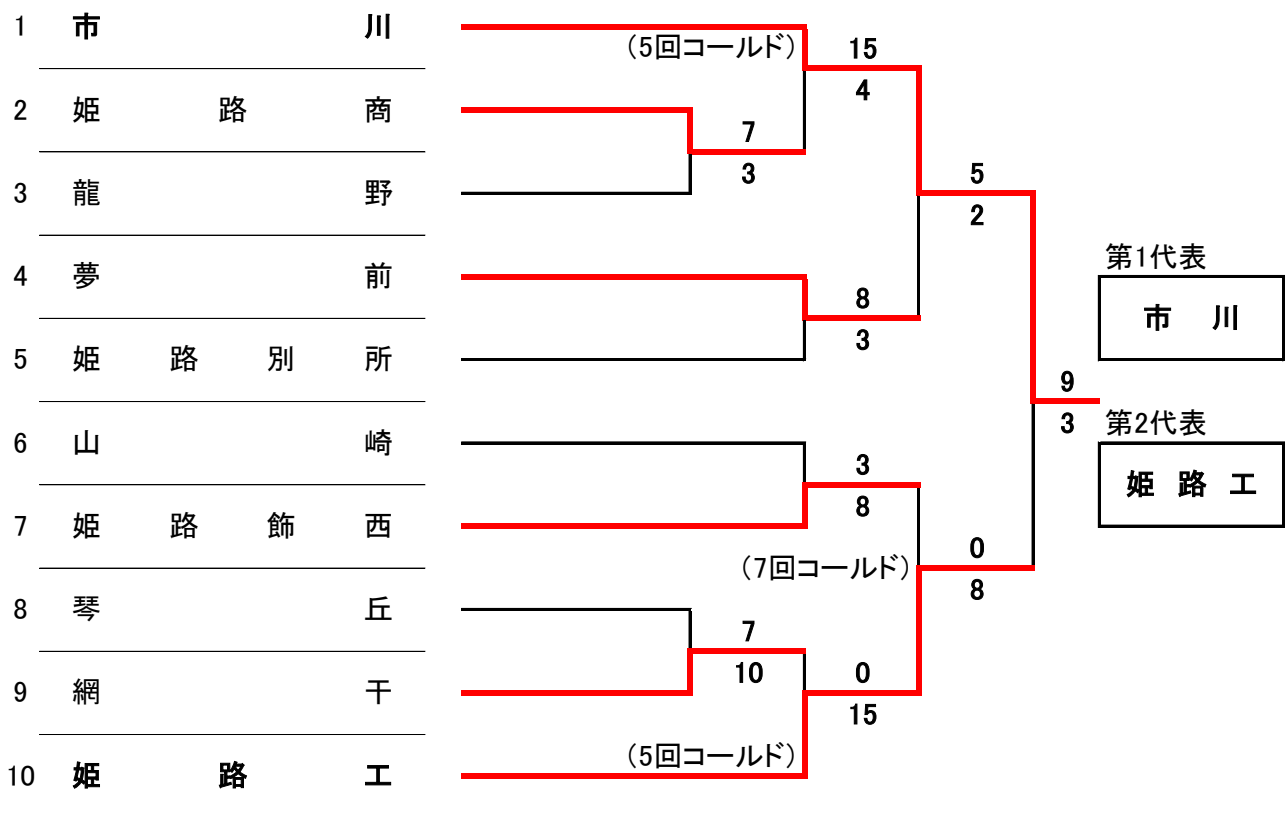 1 市川
(5回コールド) 15
4
2 姫路商
7
3
3 龍野
5
2
4 夢前
8
3
5 姫路別所
第1代表
市川
9
3
6 山崎
3
8
第2代表
姫路工
7 姫路飾西
(7回コールド) 0
8
8 琴丘
7
10
9 網干
0
15
10 姫路工
(5回コールド)